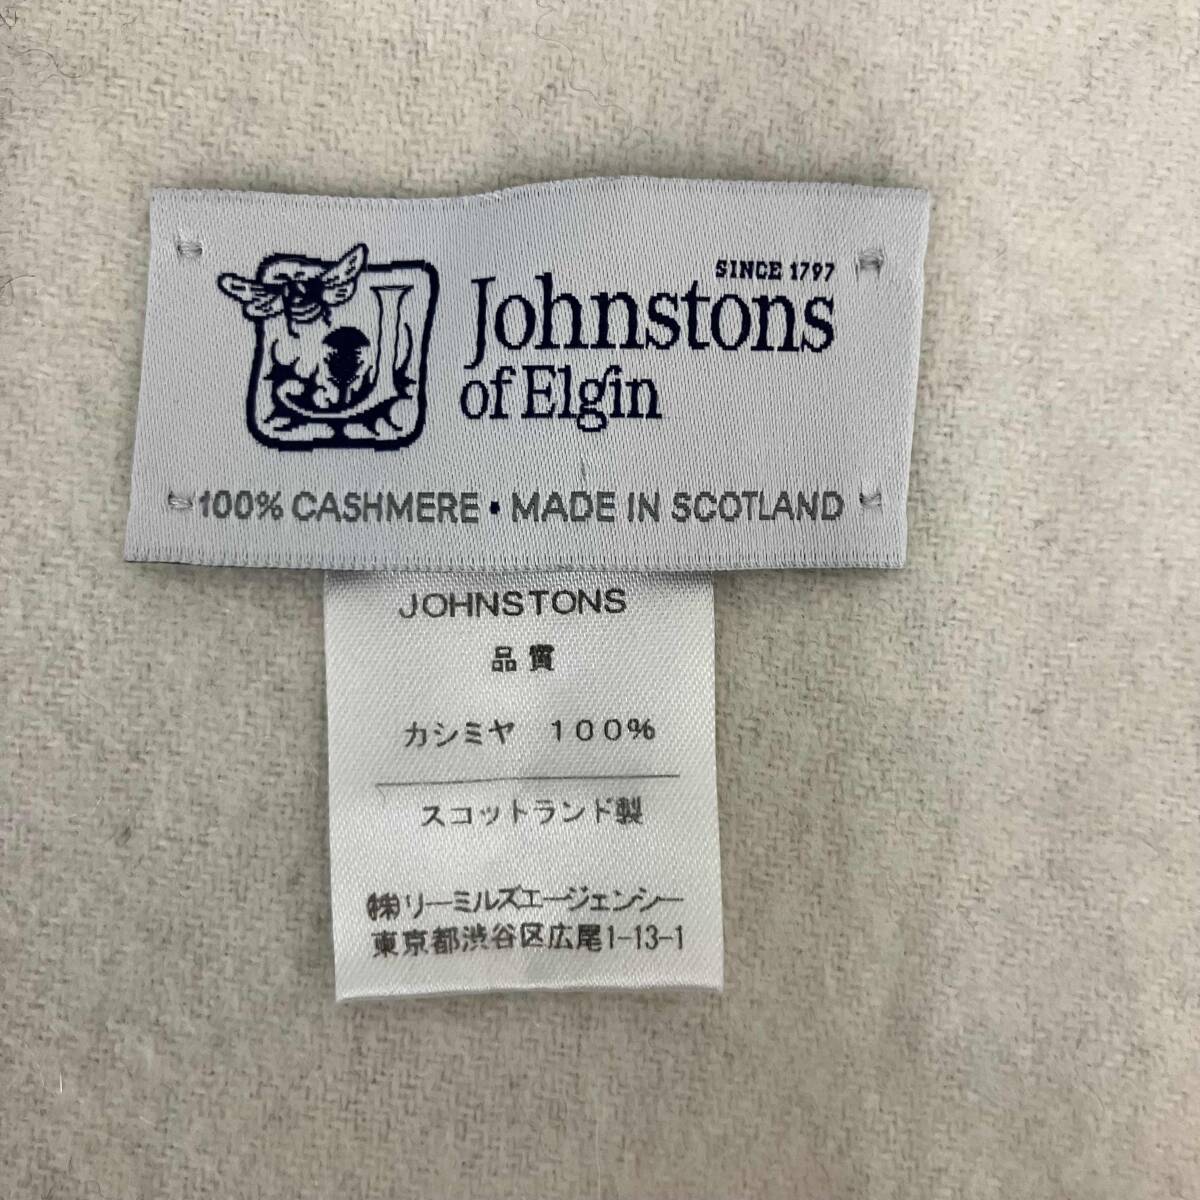 SINCE 1797
Johnstons
of Elgin
100% CASHMERE • MADE IN SCOTLAND
JOHNSTONS
品質
カシミヤ 100%
スコットランド製
㈱リーミルズエージェンシー
東京都渋谷区広尾1-13-1